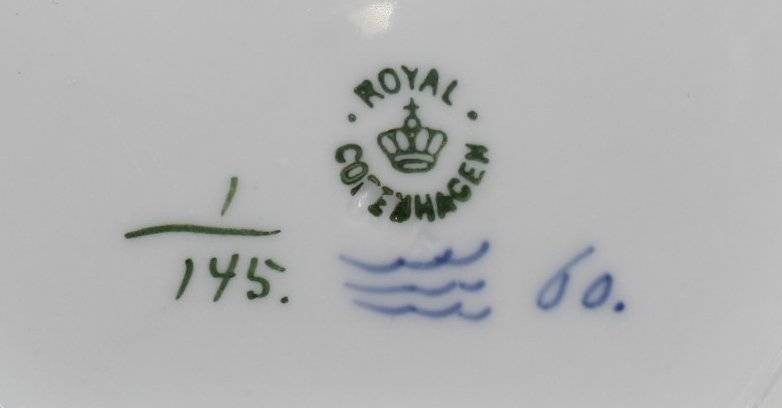 ROYAL
COPENHAGEN
1
145.
60.